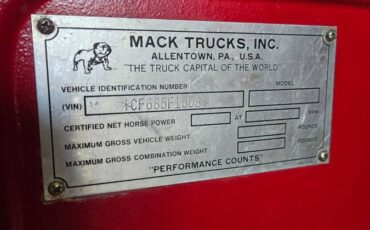 MACK TRUCKS, INC.
ALLENTOWN, PA., U.S.A.
"THE TRUCK CAPITAL OF THE WORLD"
VEHICLE IDENTIFICATION NUMBER MODEL
(VIN)
CERTIFIED NET HORSE POWER AT RPM
MAXIMUM GROSS VEHICLE WEIGHT POUNDS
MAXIMUM GROSS COMBINATION WEIGHT POUNDS
"PERFORMANCE COUNTS"